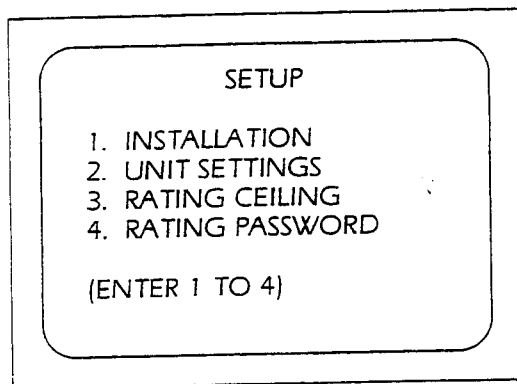 SETUP
1. INSTALLATION
2. UNIT SETTINGS
3. RATING CEILING
4. RATING PASSWORD
(ENTER 1 TO 4)